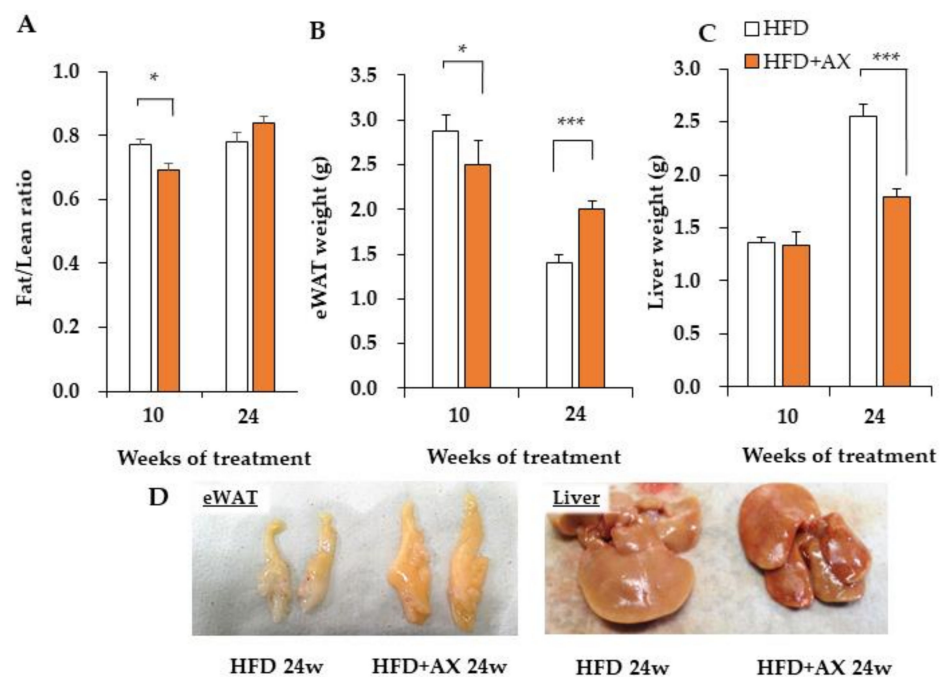 A
Fat/Lean ratio
1.0
0.8
0.6
0.4
0.2
0.0
*
10
24
Weeks of treatment
B
eWAT weight (g)
3.5
3.0
2.5
2.0
1.5
1.0
0.5
0.0
*
***
10
24
Weeks of treatment
C
HFD
HFD+AX
Liver weight (g)
3.0
2.5
2.0
1.5
1.0
0.5
0.0
***
10
24
Weeks of treatment
D
eWAT
HFD 24w
HFD+AX 24w
Liver
HFD 24w
HFD+AX 24w